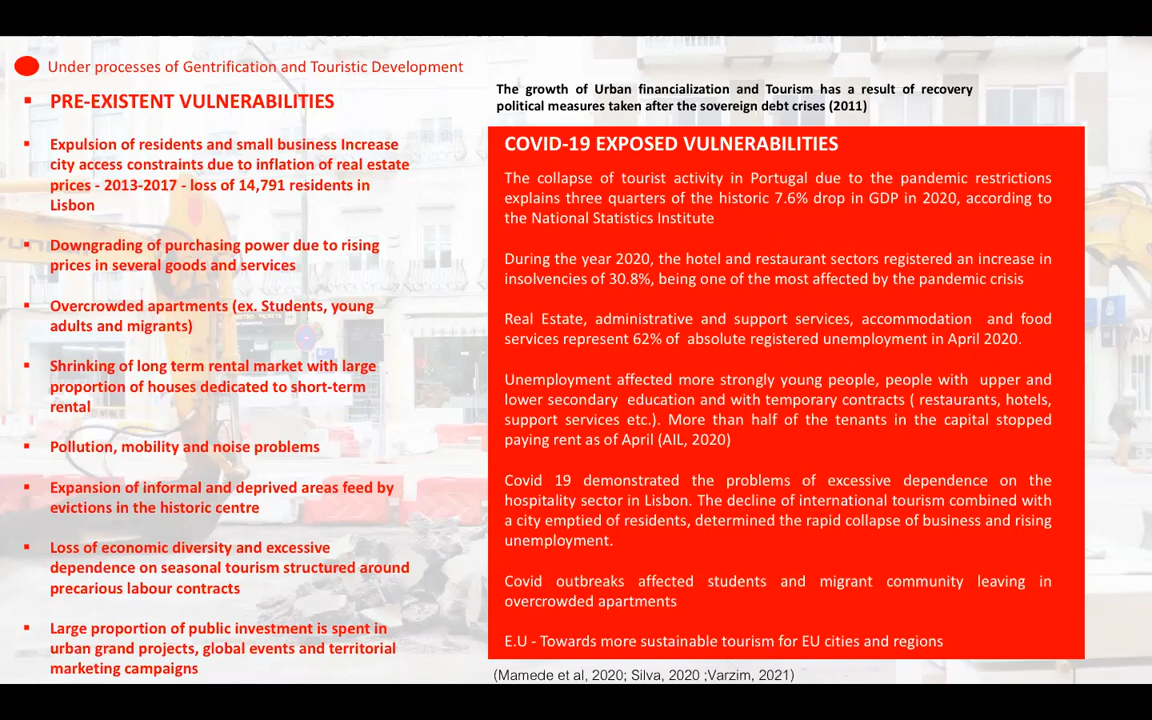 Under processes of Gentrification and Touristic Development
PRE-EXISTENT VULNERABILITIES
Expulsion of residents and small business Increase
city access constraints due to inflation of real estate
prices - 2013-2017 - loss of 14,791 residents in
Lisbon
Downgrading of purchasing power due to rising
prices in several goods and services
Overcrowded apartments (ex. Students, young
adults and migrants)
Shrinking of long term rental market with large
proportion of houses dedicated to short-term
rental
Pollution, mobility and noise problems
Expansion of informal and deprived areas feed by
evictions in the historic centre
Loss of economic diversity and excessive
dependence on seasonal tourism structured around
precarious labour contracts
Large proportion of public investment is spent in
urban grand projects, global events and territorial
marketing campaigns
The growth of Urban financialization and Tourism has a result of recovery
political measures taken after the sovereign debt crises (2011)
COVID-19 EXPOSED VULNERABILITIES
The collapse of tourist activity in Portugal due to the pandemic restrictions
explains three quarters of the historic 7.6% drop in GDP in 2020, according to
the National Statistics Institute
During the year 2020, the hotel and restaurant sectors registered an increase in
insolvencies of 30.8%, being one of the most affected by the pandemic crisis
Real Estate, administrative and support services, accommodation and food
services represent 62% of absolute registered unemployment in April 2020.
Unemployment affected more strongly young people, people with upper and
lower secondary education and with temporary contracts ( restaurants, hotels,
support services etc.). More than half of the tenants in the capital stopped
paying rent as of April (AIL, 2020)
Covid 19 demonstrated the problems of excessive dependence on the
hospitality sector in Lisbon. The decline of international tourism combined with
a city emptied of residents, determined the rapid collapse of business and rising
unemployment.
Covid outbreaks affected students and migrant community leaving in
overcrowded apartments
E.U - Towards more sustainable tourism for EU cities and regions
(Mamede et al, 2020; Silva, 2020 ;Varzim, 2021)